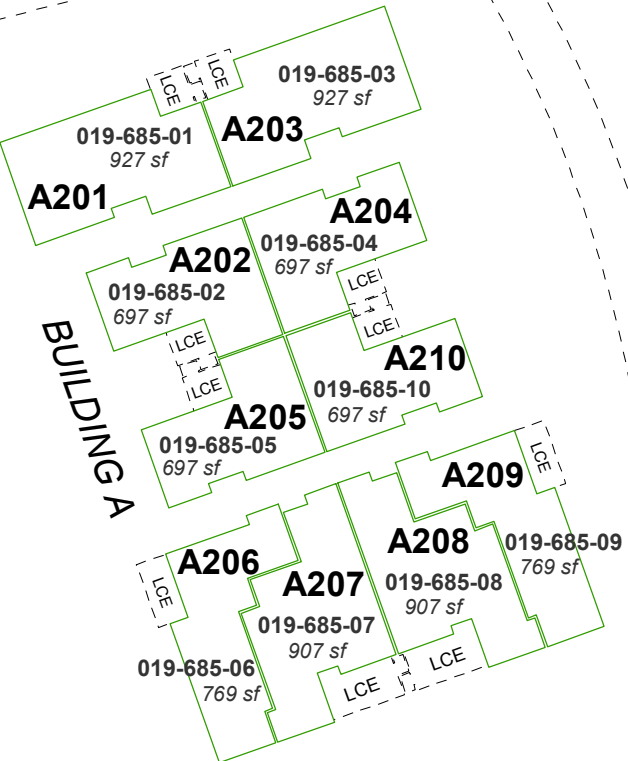 LCE
LCE
019-685-03
927 sf
A203
019-685-01
927 sf
A201
A204
019-685-04
697 sf
A202
019-685-02
697 sf
LCE
LCE
LCE
LCE
A210
019-685-10
697 sf
A205
019-685-05
697 sf
BUILDING A
A209
LCE
019-685-09
769 sf
A208
019-685-08
907 sf
A206
LCE
A207
019-685-07
907 sf
019-685-06
769 sf
LCE
LCE